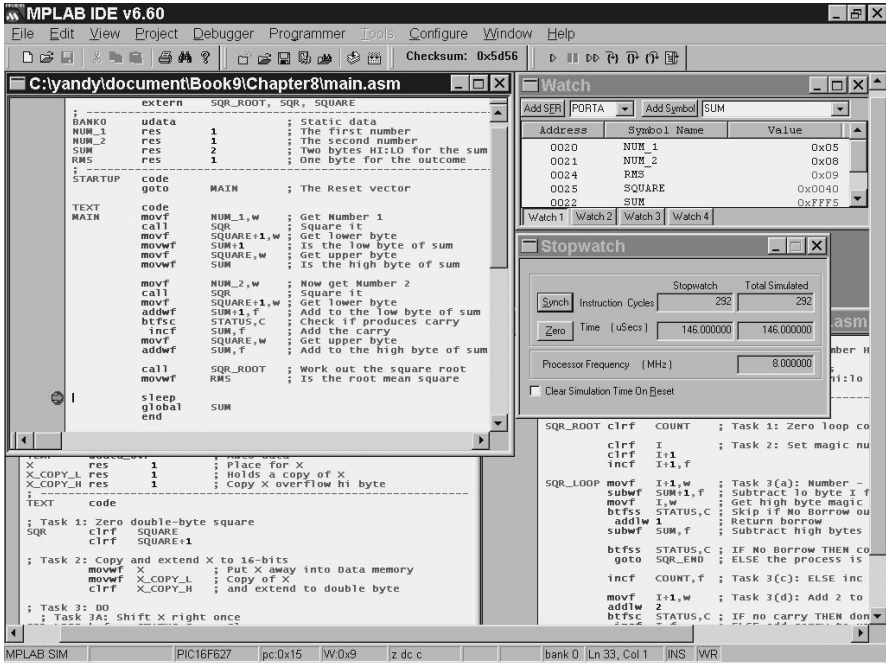 MPLAB IDE v6.60
File Edit View Project Debugger Programmer Tools Configure Window Help
Checksum: 0x5d56
C:\yandy\document\Book9\Chapter8\main.asm
extern SQR_ROOT, SQR, SQUARE
; ----------------------------------------
BANK0 udata ; Static data
NUM_1 res 1 ; The first number
NUM_2 res 1 ; The second number
SUM res 2 ; Two bytes HI:LO for the sum
RMS res 1 ; One byte for the outcome
; ----------------------------------------
STARTUP code
goto MAIN ; The Reset vector
TEXT code
MAIN movf NUM_1,w ; Get Number 1
call SQR ; Square it
movf SQUARE+1,w ; Get lower byte
movwf SUM+1 ; Is the low byte of sum
movf SQUARE,w ; Get upper byte
movwf SUM ; Is the high byte of sum
movf NUM_2,w ; Now get Number 2
call SQR ; Square it
movf SQUARE+1,w ; Get lower byte
addwf SUM+1,f ; Add to the low byte of sum
btfsc STATUS,C ; Check if produces carry
incf SUM,f ; Add the carry
movf SQUARE,w ; Get upper byte
addwf SUM,f ; Add to the high byte of sum
call SQR_ROOT ; Work out the square root
movwf RMS ; Is the root mean square
sleep
global SUM
end
Watch
Add SFR PORTA Add Symbol SUM
Address Symbol Name Value
0020 NUM_1 0x05
0021 NUM_2 0x08
0024 RMS 0x09
0025 SQUARE 0x0040
0022 SUM 0xFFF5
Watch 1 Watch 2 Watch 3 Watch 4
Stopwatch
Stopwatch Total Simulated
Synch Instruction Cycles 292 292
Zero Time (uSecs) 146.000000 146.000000
Processor Frequency (MHz) 8.000000
Clear Simulation Time On Reset
.asm
mber H
hi:lo
X res 1 ; Place for X
X_COPY_L res 1 ; Holds a copy of X
X_COPY_H res 1 ; Copy X overflow hi byte
; ----------------------------------------
TEXT code
; Task 1: Zero double-byte square
SQR clrf SQUARE
clrf SQUARE+1
; Task 2: Copy and extend X to 16-bits
movwf X ; Put X away into Data memory
movwf X_COPY_L ; Copy of X
clrf X_COPY_H ; and extend to double byte
; Task 3: DO
; Task 3A: Shift X right once
SQR_ROOT clrf COUNT ; Task 1: Zero loop co
clrf I ; Task 2: Set magic nu
clrf I+1
incf I+1,f
SQR_LOOP movf I+1,w ; Task 3(a): Number -
subwf SUM+1,f ; Subtract lo byte I f
movf I,w ; Get high byte magic
btfss STATUS,C ; Skip if No Borrow ou
addlw 1 ; Return borrow
subwf SUM,f ; Subtract high bytes
btfss STATUS,C ; IF No Borrow THEN co
goto SQR_END ; ELSE the process is
incf COUNT,f ; Task 3(c): ELSE inc
movf I+1,w ; Task 3(d): Add 2 to
addlw 2
btfsc STATUS,C ; IF no carry THEN don
MPLAB SIM PIC16F627 pc:0x15 W:0x9 z dc c bank 0 Ln 33, Col 1 INS WR